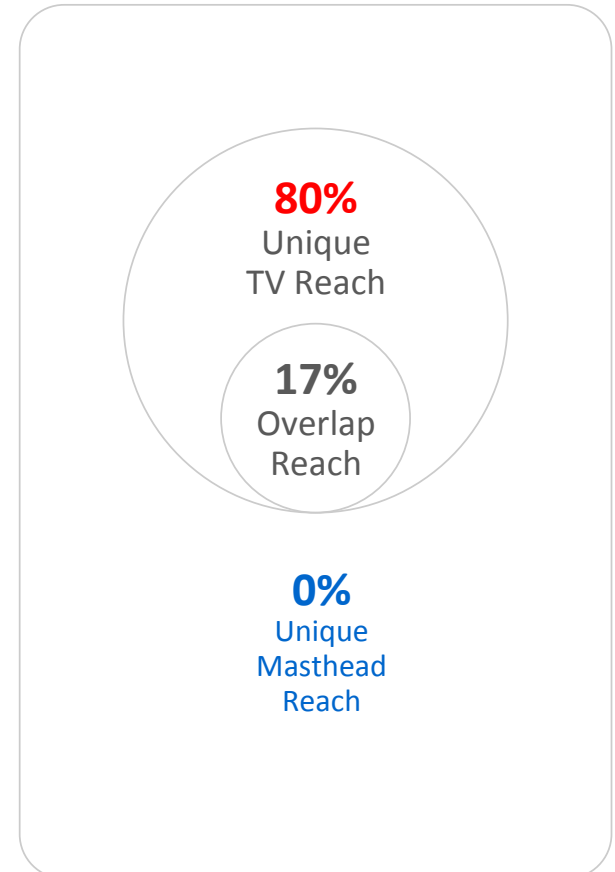 80%
Unique
TV Reach
17%
Overlap
Reach
0%
Unique
Masthead
Reach